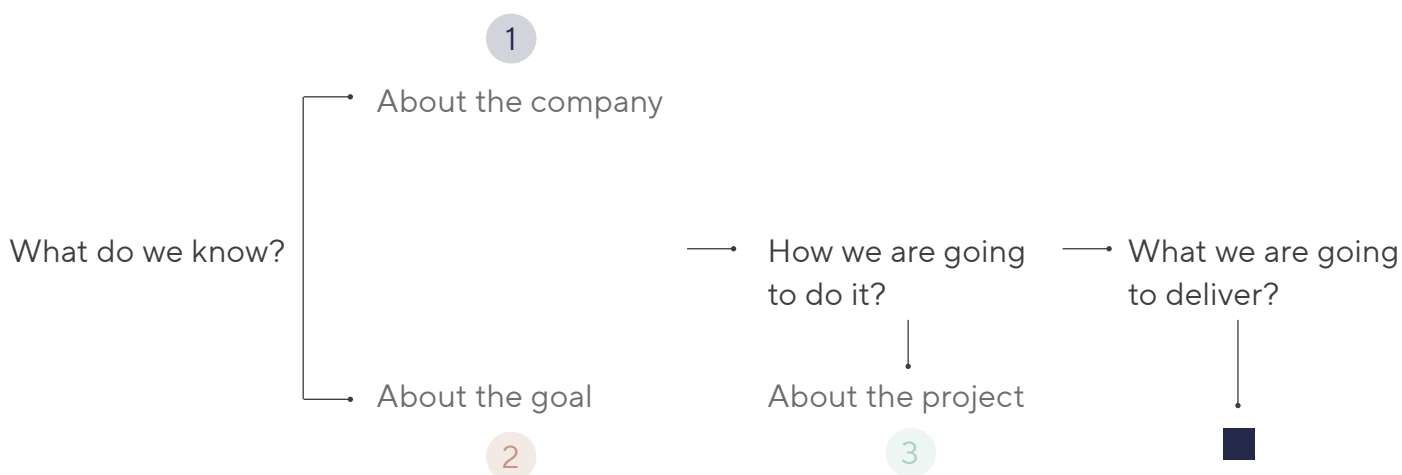 1
About the company
What do we know?
How we are going
to do it?
What we are going
to deliver?
About the goal
About the project
2
3